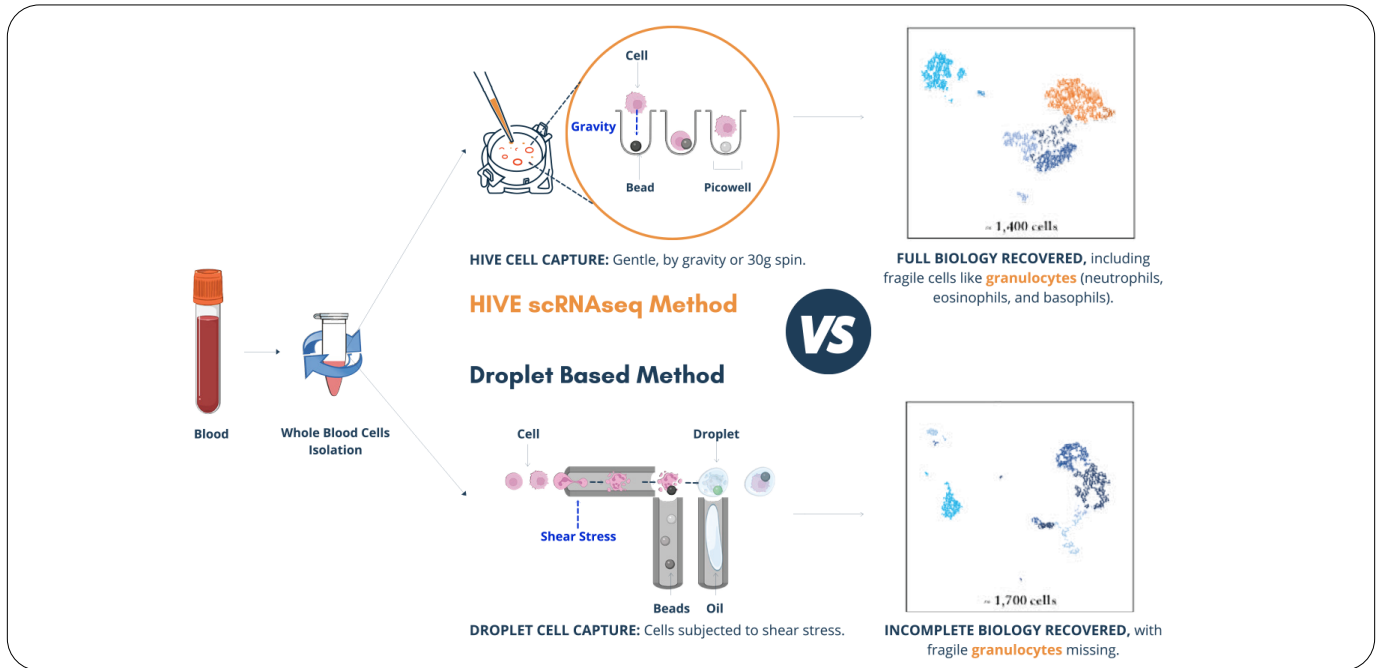 Cell
Gravity
Bead
Picowell
~ 1,400 cells
HIVE CELL CAPTURE: Gentle, by gravity or 30g spin.
FULL BIOLOGY RECOVERED, including
fragile cells like granulocytes (neutrophils,
eosinophils, and basophils).
HIVE scRNAseq Method
VS
Droplet Based Method
Blood
Whole Blood Cells
Isolation
Cell
Droplet
Shear Stress
Beads
Oil
~ 1,700 cells
DROPLET CELL CAPTURE: Cells subjected to shear stress.
INCOMPLETE BIOLOGY RECOVERED, with
fragile granulocytes missing.